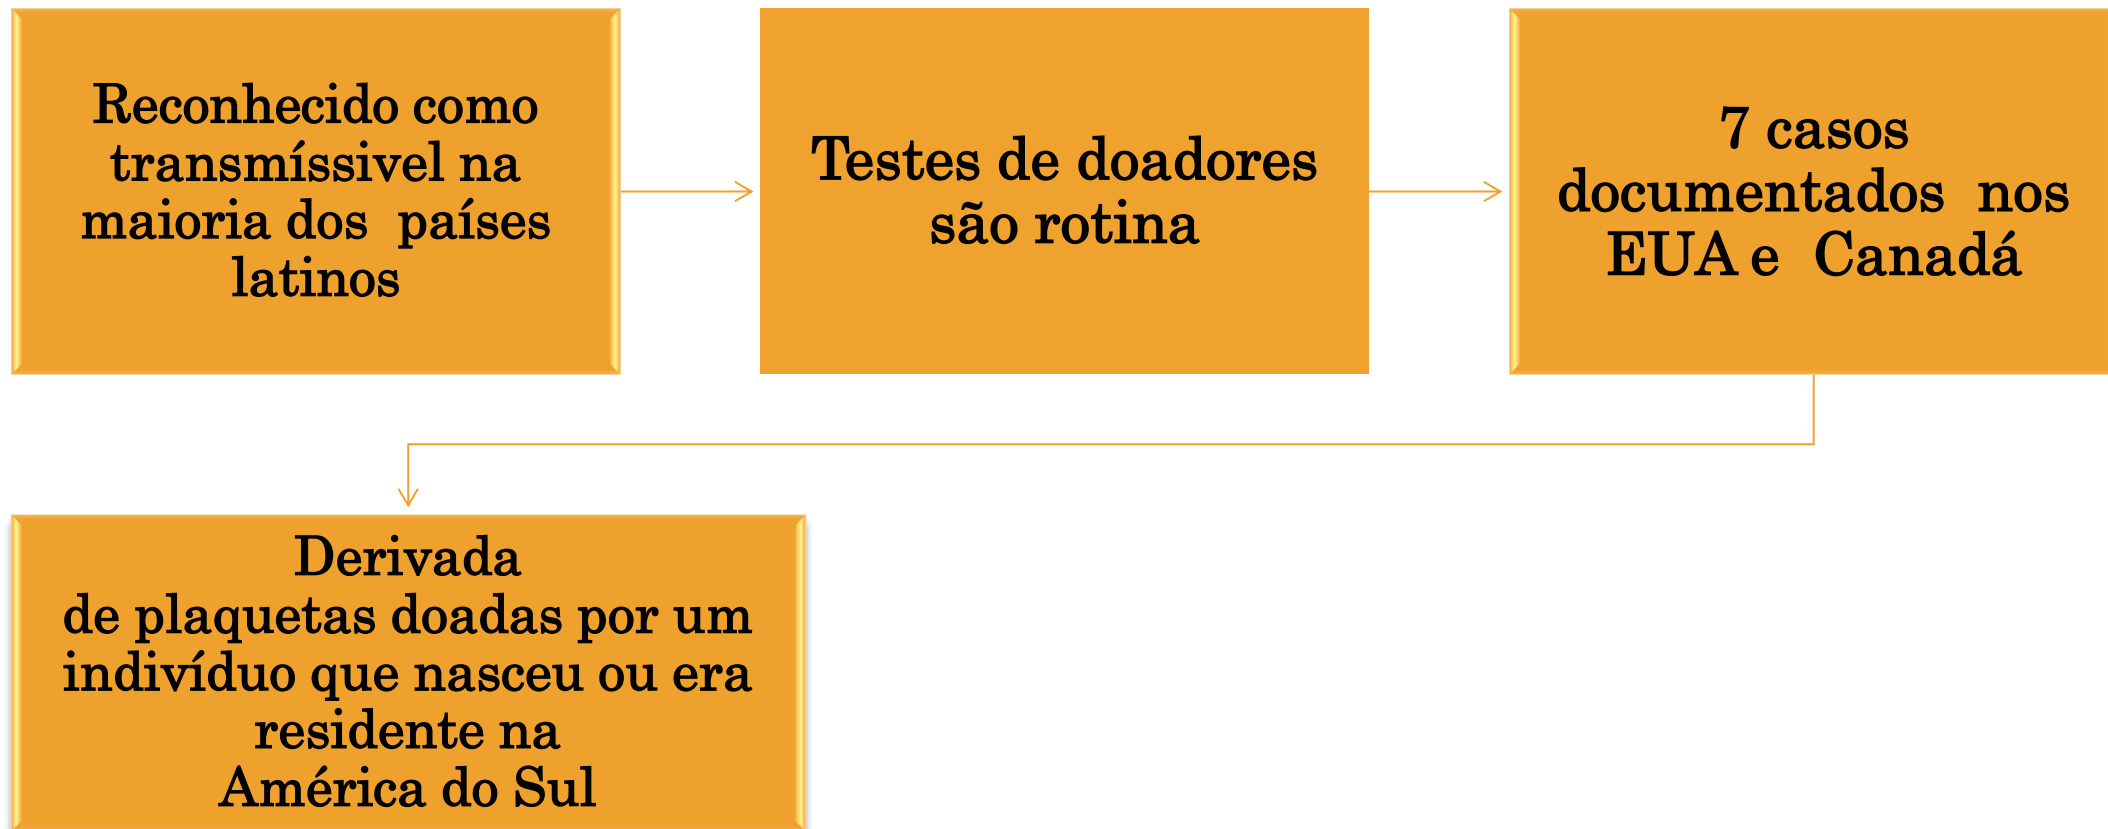 Reconhecido como
transmíssivel na
maioria dos países
latinos
Testes de doadores
são rotina
7 casos
documentados nos
EUA e Canadá
Derivada
de plaquetas doadas por um
indivíduo que nasceu ou era
residente na
América do Sul